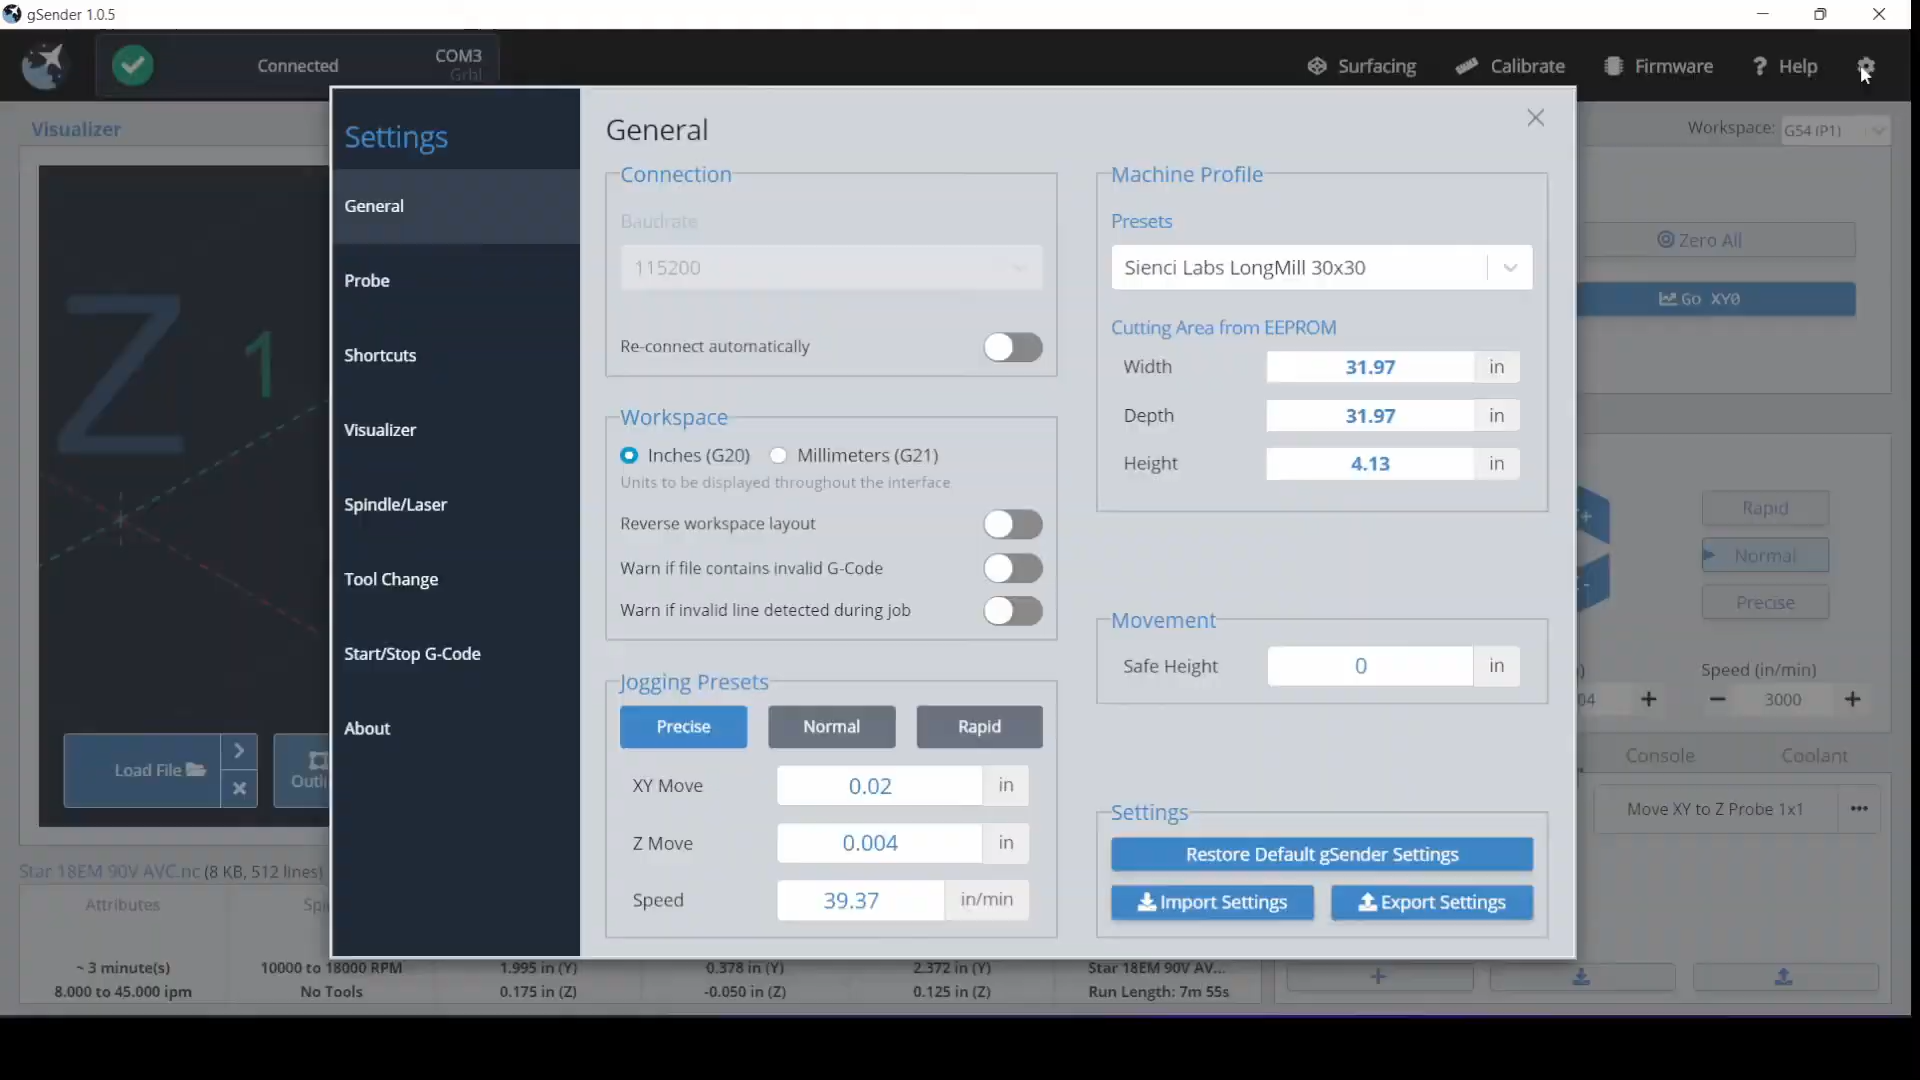 gSender 1.0.5
Connected
COM3
Grbl
Surfacing
Calibrate
Firmware
? Help
Visualizer
Workspace: G54 (P1)
Settings
General
Probe
Shortcuts
Visualizer
Spindle/Laser
Tool Change
Start/Stop G-Code
About
General
Connection
Baudrate
115200
Re-connect automatically
Workspace
Inches (G20) Millimeters (G21)
Units to be displayed throughout the interface
Reverse workspace layout
Warn if file contains invalid G-Code
Warn if invalid line detected during job
Jogging Presets
Precise Normal Rapid
XY Move 0.02 in
Z Move 0.004 in
Speed 39.37 in/min
Machine Profile
Presets
Sienci Labs LongMill 30x30
Cutting Area from EEPROM
Width 31.97 in
Depth 31.97 in
Height 4.13 in
Movement
Safe Height 0 in
Settings
Restore Default gSender Settings
Import Settings Export Settings
Z 1
Load File
Zero All
Go XY0
Rapid
Normal
Precise
Speed (in/min)
04 + − 3000 +
Console Coolant
Move XY to Z Probe 1x1
Star 18EM 90V AVC.nc (8 KB, 512 lines)
Attributes
~ 3 minute(s) 10000 to 18000 RPM 1.995 in (Y) 0.378 in (Y) 2.372 in (Y) Star 18EM 90V AV...
8.000 to 45.000 ipm No Tools 0.175 in (Z) -0.050 in (Z) 0.125 in (Z) Run Length: 7m 55s